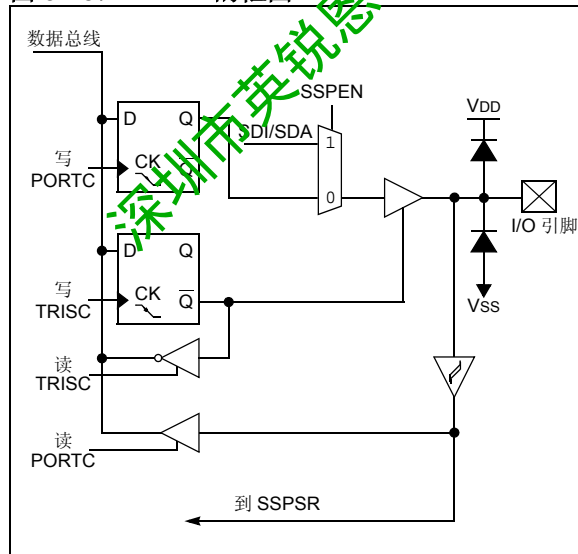 数据总线
SSPEN
D
Q
SDI/SDA
1
写
PORTC
CK
Q
0
VDD
I/O 引脚
D
Q
写
TRISC
CK
Q
VSS
读
TRISC
读
PORTC
到 SSPSR
深圳市英锐恩